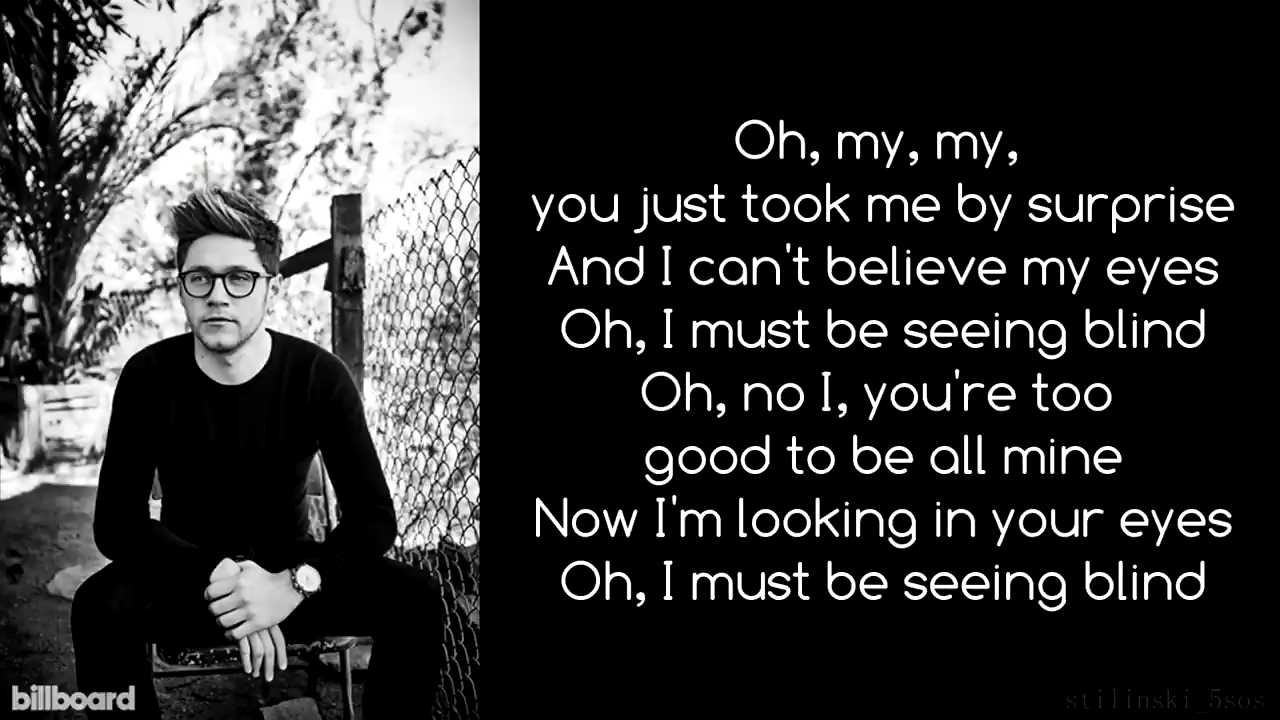 Oh, my, my,
you just took me by surprise
And I can't believe my eyes
Oh, I must be seeing blind
Oh, no I, you're too
good to be all mine
Now I'm looking in your eyes
Oh, I must be seeing blind
billboard
stilinski_5sos